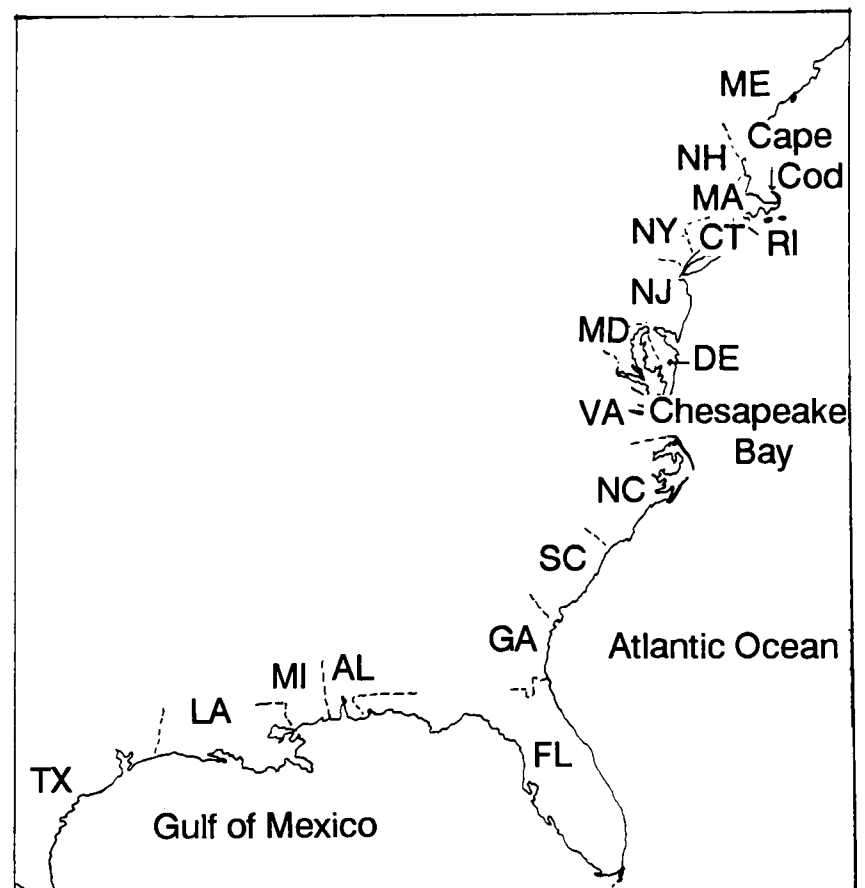 ME
Cape
Cod
NH
MA
NY
CT
RI
NJ
MD
DE
VA
Chesapeake
Bay
NC
SC
GA
Atlantic Ocean
MI
AL
LA
FL
TX
Gulf of Mexico